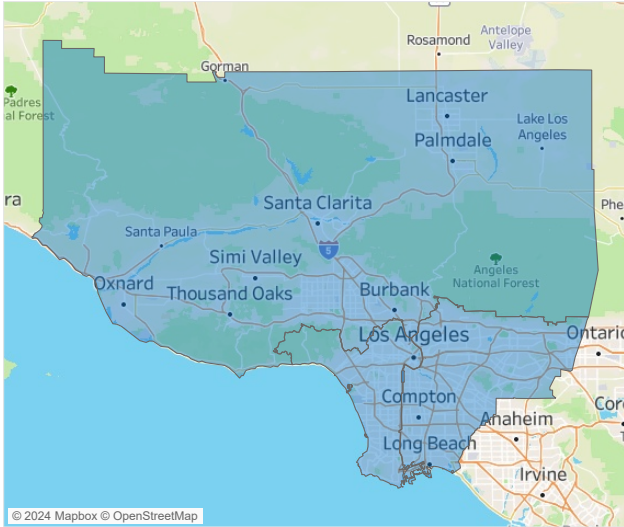 Antelope
Valley
Rosamond
Gorman
Padres
al Forest
Lancaster
Lake Los
Angeles
Palmdale
ra
Santa Clarita
Phe
Santa Paula
5
Simi Valley
Angeles
National Forest
Oxnard
Thousand Oaks
Burbank
Los Angeles
Ontario
Compton
Cor
Anaheim
Long Beach
Irvine
© 2024 Mapbox © OpenStreetMap